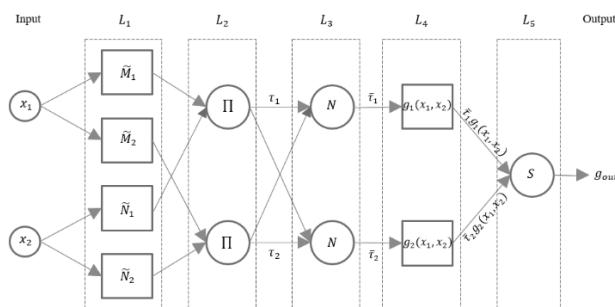 Input L₁ L₂ L₃ L₄ L₅ Output
x₁
x₂
M̃₁
M̃₂
Ñ₁
Ñ₂
Π
Π
τ₁
τ₂
N
N
τ̄₁
τ̄₂
g₁(x₁, x₂)
g₂(x₁, x₂)
τ̄₁g₁(x₁, x₂)
τ̄₂g₂(x₁, x₂)
S
g_out